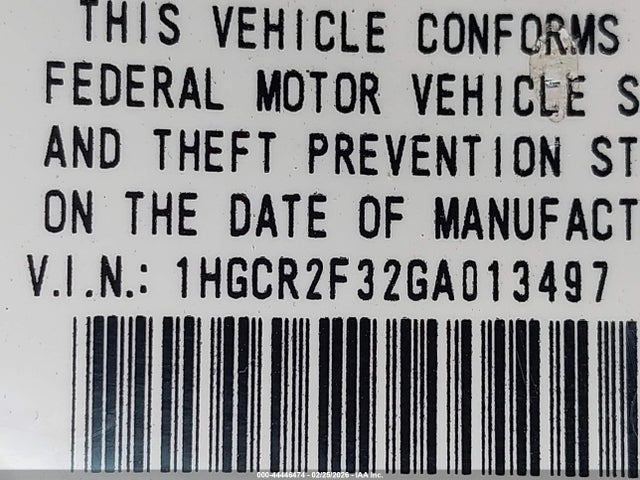 THIS VEHICLE CONFORMS
FEDERAL MOTOR VEHICLE S
AND THEFT PREVENTION ST
ON THE DATE OF MANUFACT
V.I.N.: 1HGCR2F32GA013497
000-44448474 - 02/25/2026 - IAA Inc.